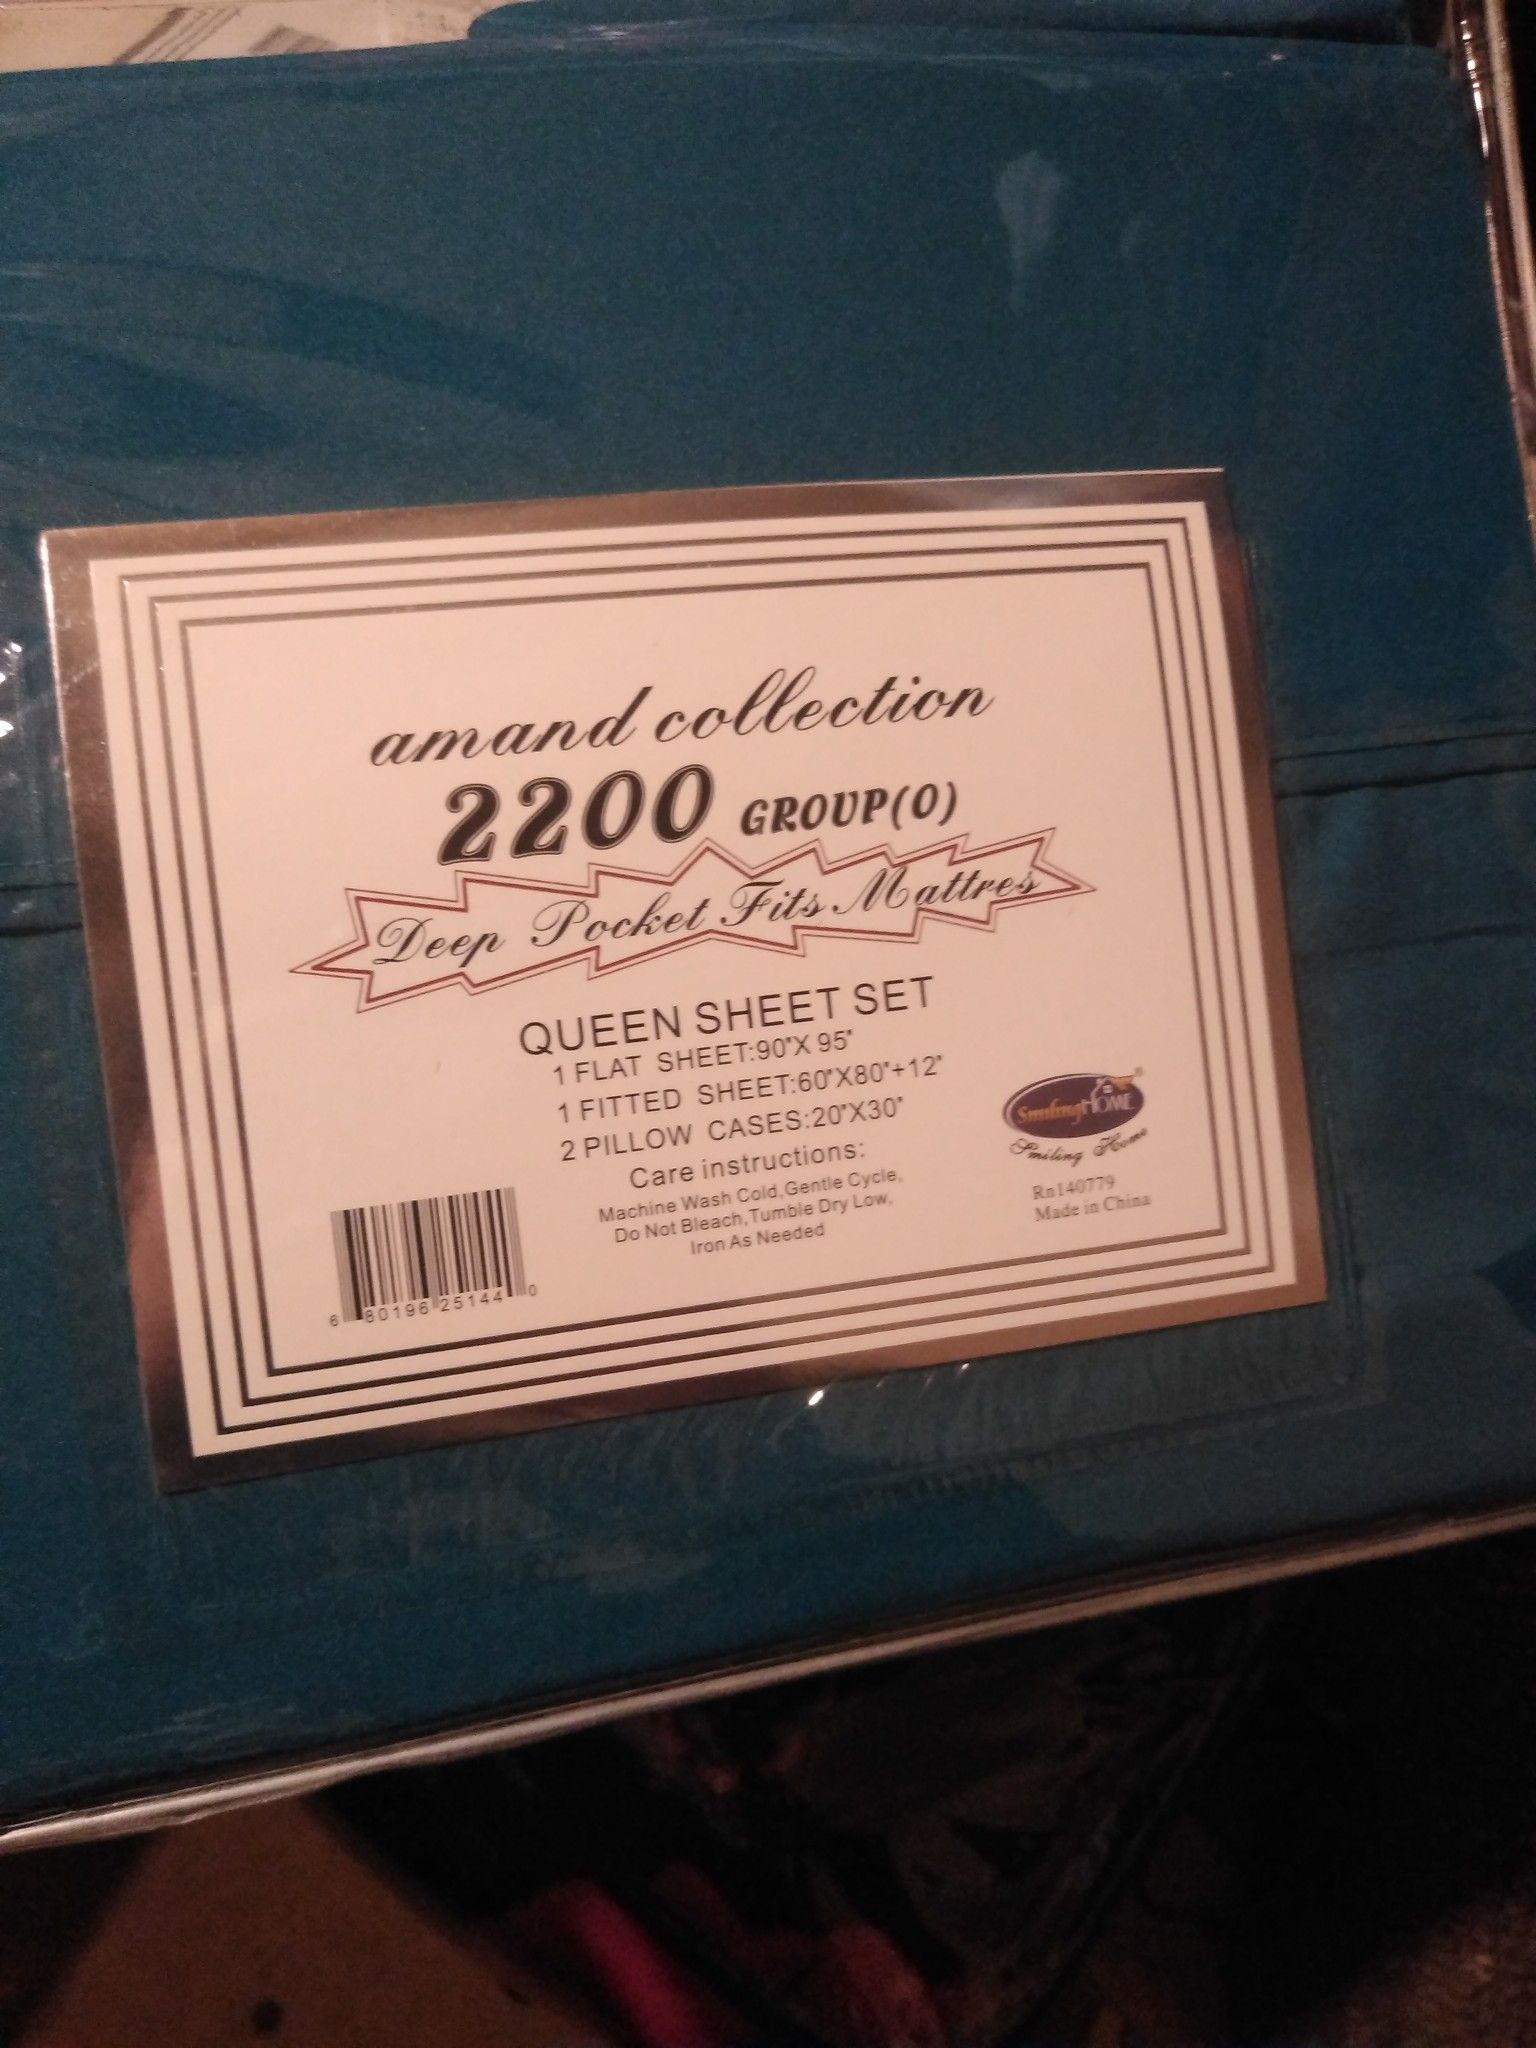 amand collection
2200 GROUP(0)
Deep Pocket Fits Mattres
QUEEN SHEET SET
1 FLAT SHEET:90"X 95"
1 FITTED SHEET:60"X80"+12"
2 PILLOW CASES:20"X30"
Care instructions:
Machine Wash Cold,Gentle Cycle,
Do Not Bleach,Tumble Dry Low,
Iron As Needed
SmilingHOME®
Smiling Home
Rn140779
Made in China
6 80196 25144 0